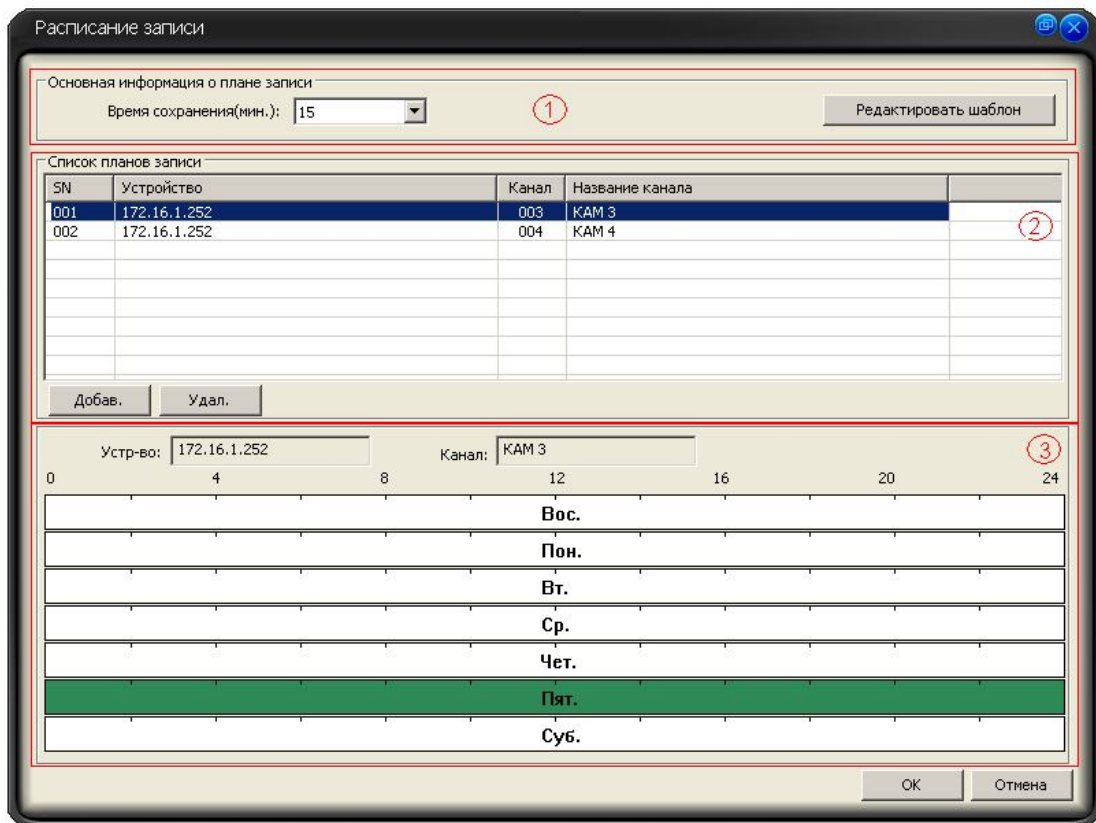 Расписание записи
Основная информация о плане записи
Время сохранения(мин.): 15 ① Редактировать шаблон
Список планов записи
SN Устройство Канал Название канала
001 172.16.1.252 003 КАМ 3
002 172.16.1.252 004 КАМ 4
②
Добав. Удал.
Устр-во: 172.16.1.252 Канал: КАМ 3 ③
0 4 8 12 16 20 24
Вос.
Пон.
Вт.
Ср.
Чет.
Пят.
Суб.
OK Отмена